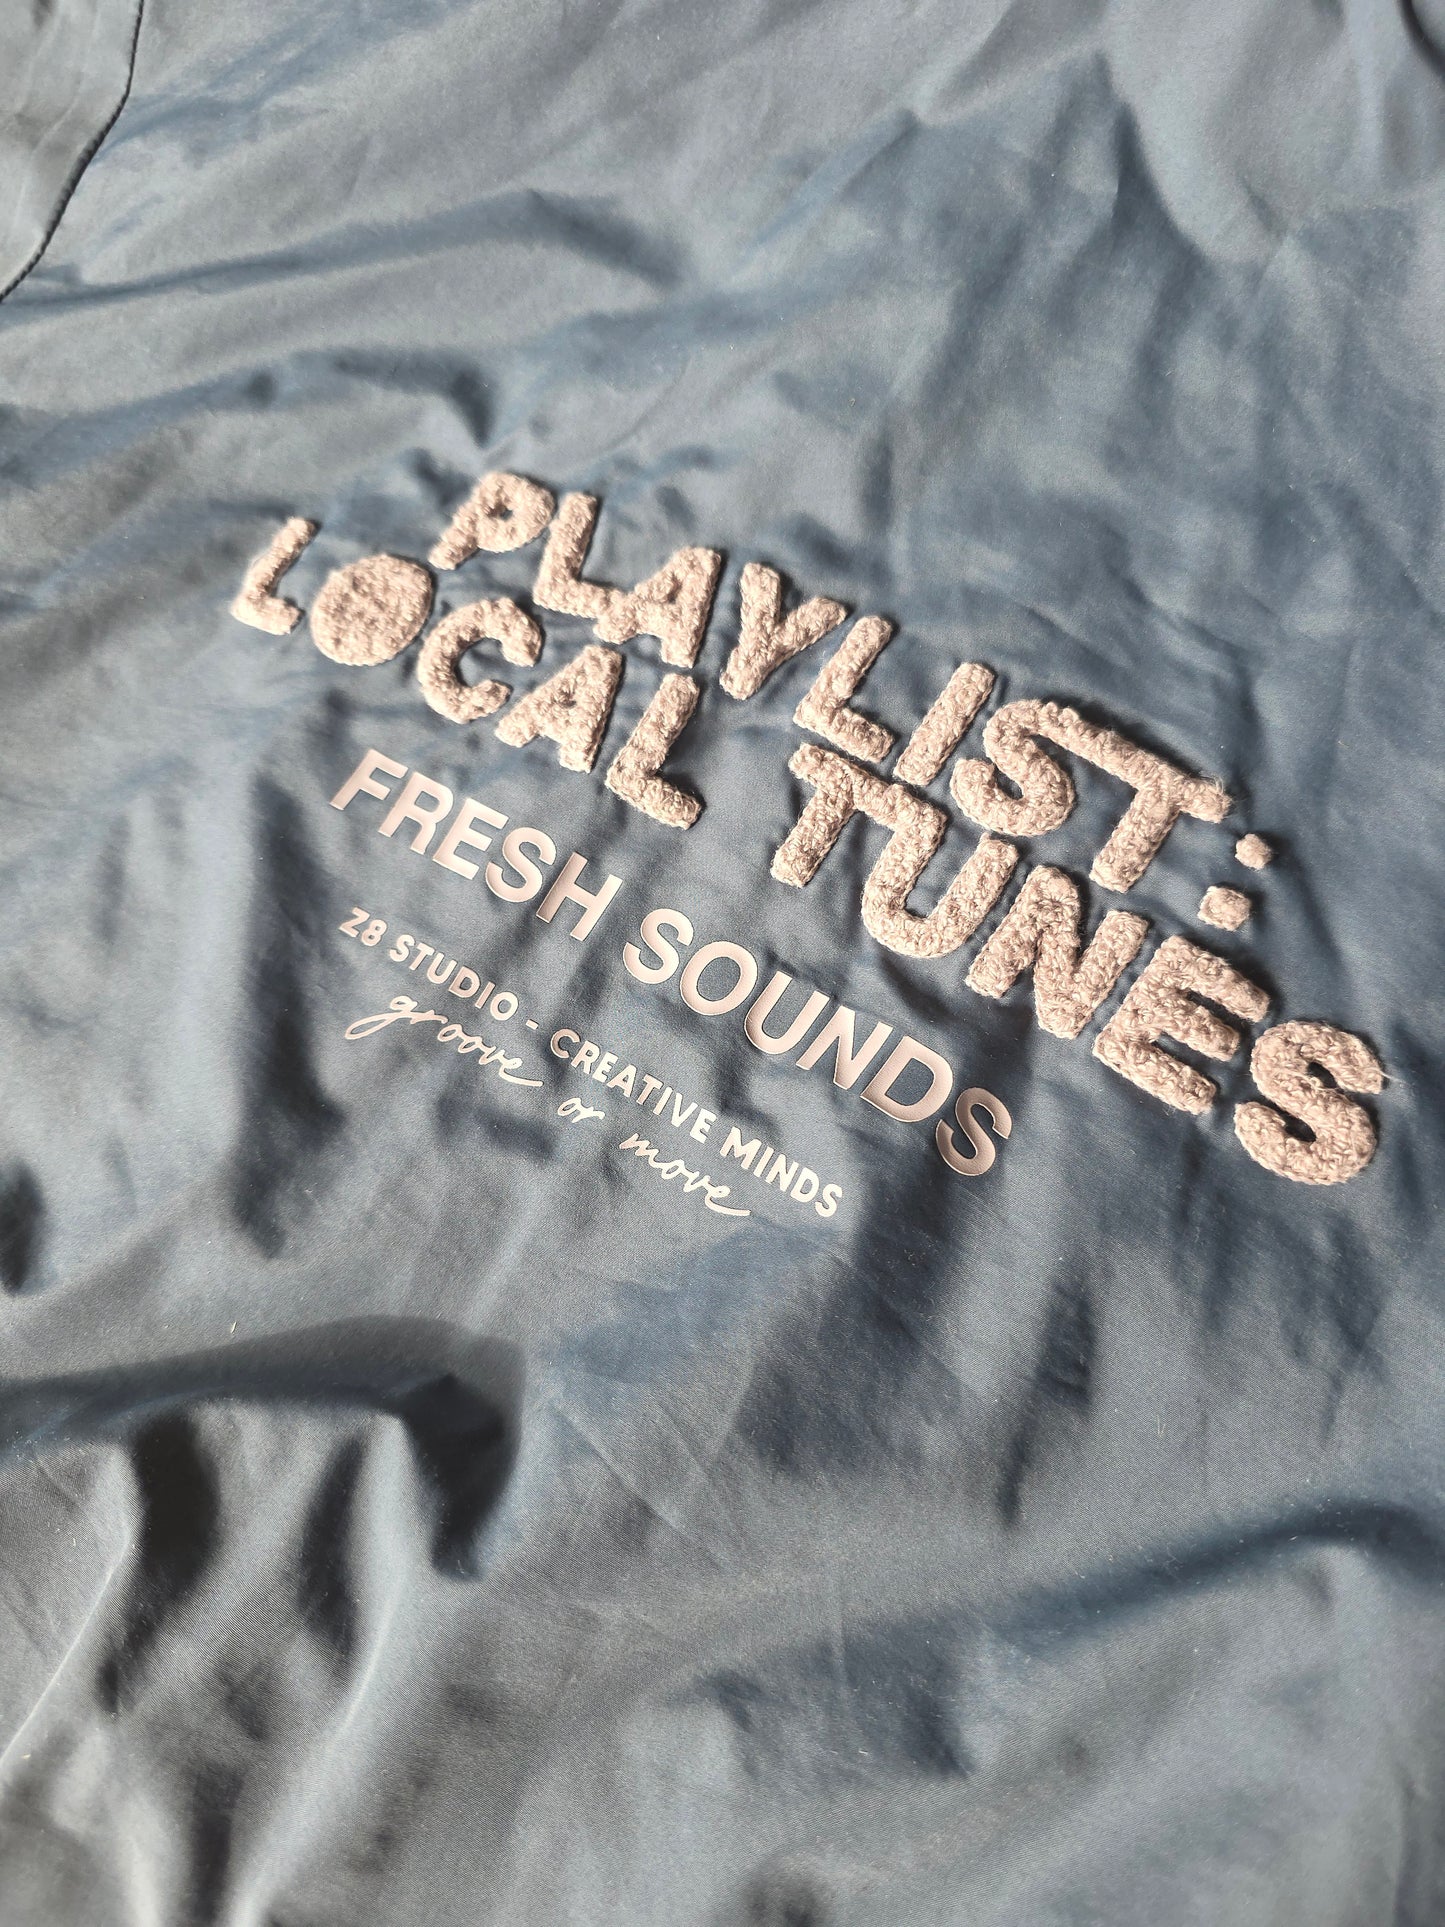 PLAYLIST:
LOCAL TUNES
FRESH SOUNDS
Z8 STUDIO - CREATIVE MINDS
groove or move